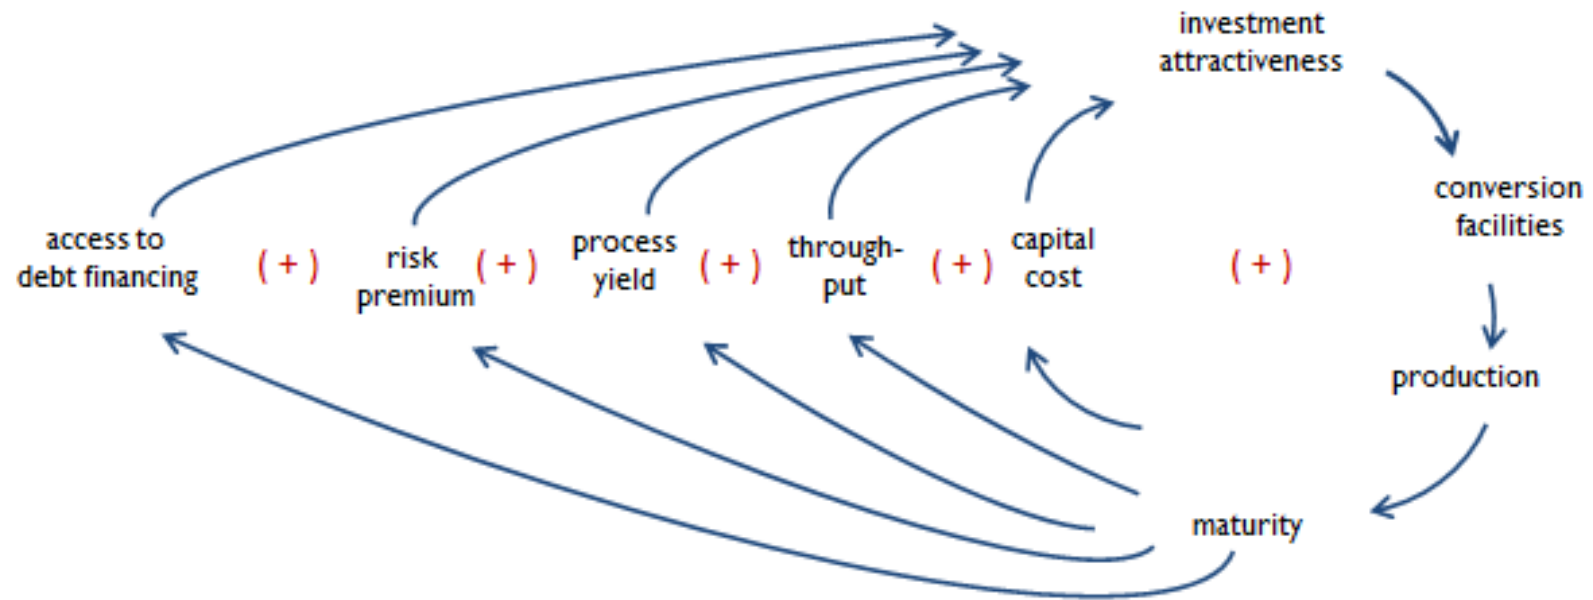 investment
attractiveness
conversion
facilities
access to
debt financing
( + )
risk
premium
( + )
process
yield
( + )
through-
put
( + )
capital
cost
( + )
production
maturity